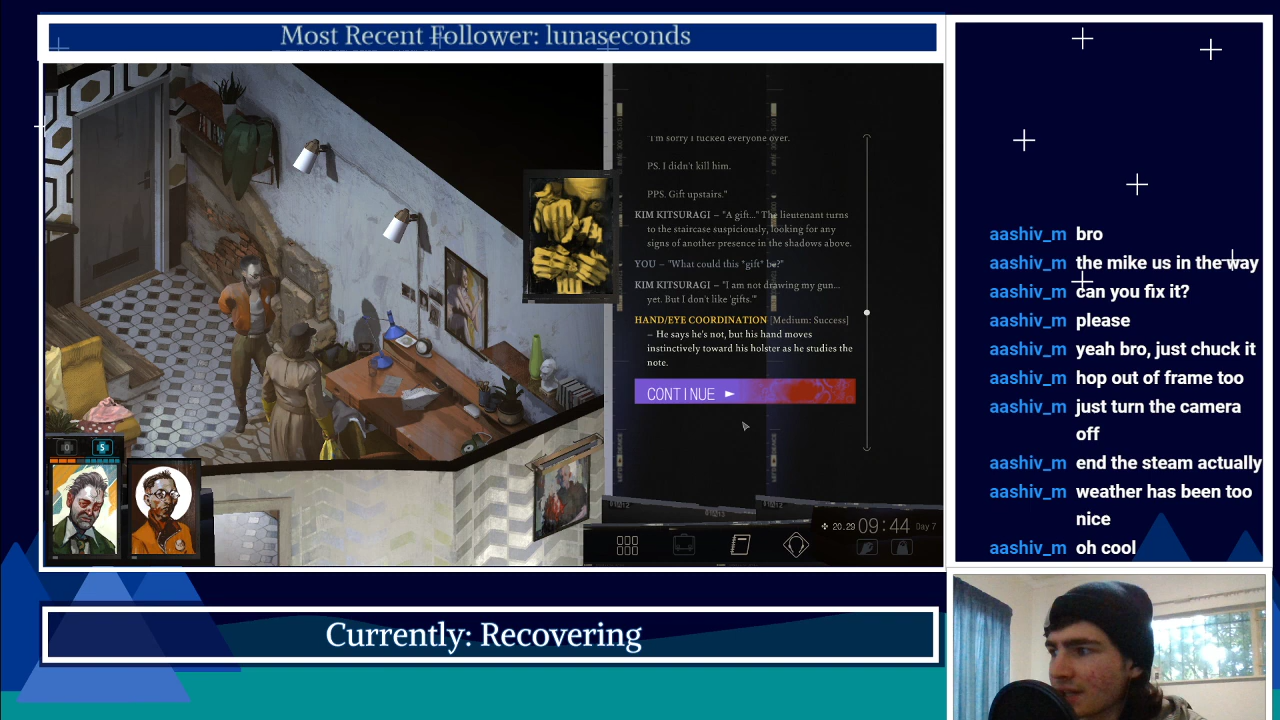 Most Recent Follower: lunaseconds
"I'm sorry I fucked everyone over.
PS. I didn't kill him.
PPS. Gift upstairs."
KIM KITSURAGI – "A gift..." The lieutenant turns
to the staircase suspiciously, looking for any
signs of another presence in the shadows above.
YOU – "What could this *gift* be?"
KIM KITSURAGI – "I am not drawing my gun...
yet. But I don't like 'gifts.'"
HAND/EYE COORDINATION [Medium: Success]
– He says he's not, but his hand moves
instinctively toward his holster as he studies the
note.
CONTINUE ►
0 S
20.29 09:44 Day 7
Currently: Recovering
aashiv_m bro
aashiv_m the mike us in the way
aashiv_m can you fix it?
aashiv_m please
aashiv_m yeah bro, just chuck it
aashiv_m hop out of frame too
aashiv_m just turn the camera
off
aashiv_m end the steam actually
aashiv_m weather has been too
nice
aashiv_m oh cool